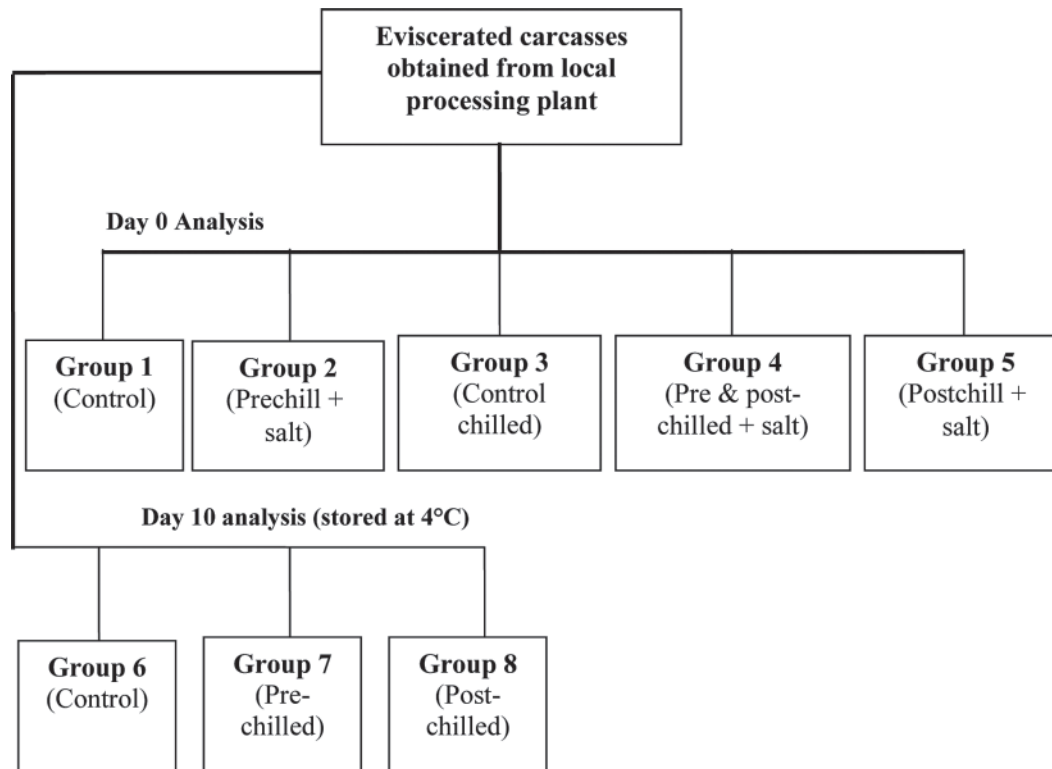 Eviscerated carcasses
obtained from local
processing plant
Day 0 Analysis
Group 1
(Control)
Group 2
(Prechill +
salt)
Group 3
(Control
chilled)
Group 4
(Pre & post-
chilled + salt)
Group 5
(Postchill +
salt)
Day 10 analysis (stored at 4°C)
Group 6
(Control)
Group 7
(Pre-
chilled)
Group 8
(Post-
chilled)